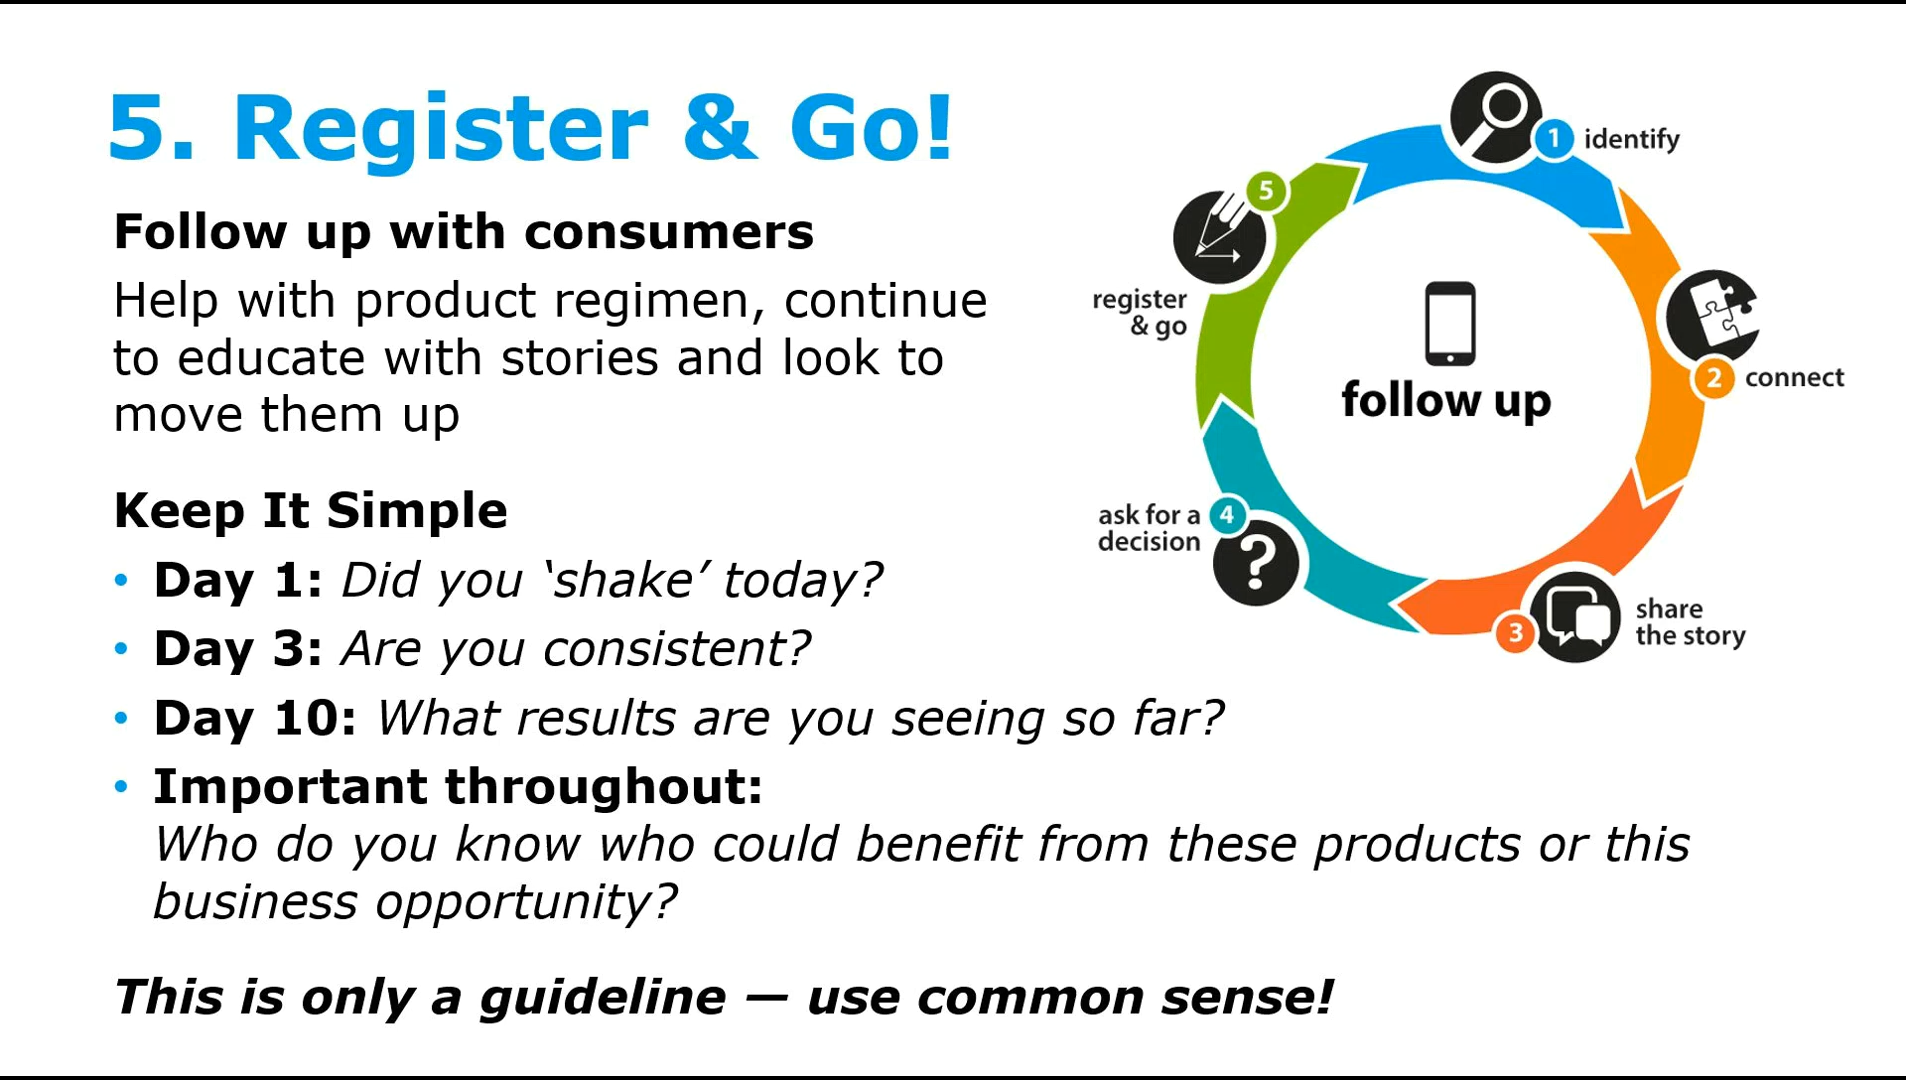 5. Register & Go!
Follow up with consumers
Help with product regimen, continue
to educate with stories and look to
move them up
Keep It Simple
• Day 1: Did you ‘shake’ today?
• Day 3: Are you consistent?
• Day 10: What results are you seeing so far?
• Important throughout:
Who do you know who could benefit from these products or this
business opportunity?
This is only a guideline — use common sense!
1 identify
2 connect
3 share
the story
4 ask for a
decision
5 register
& go
follow up